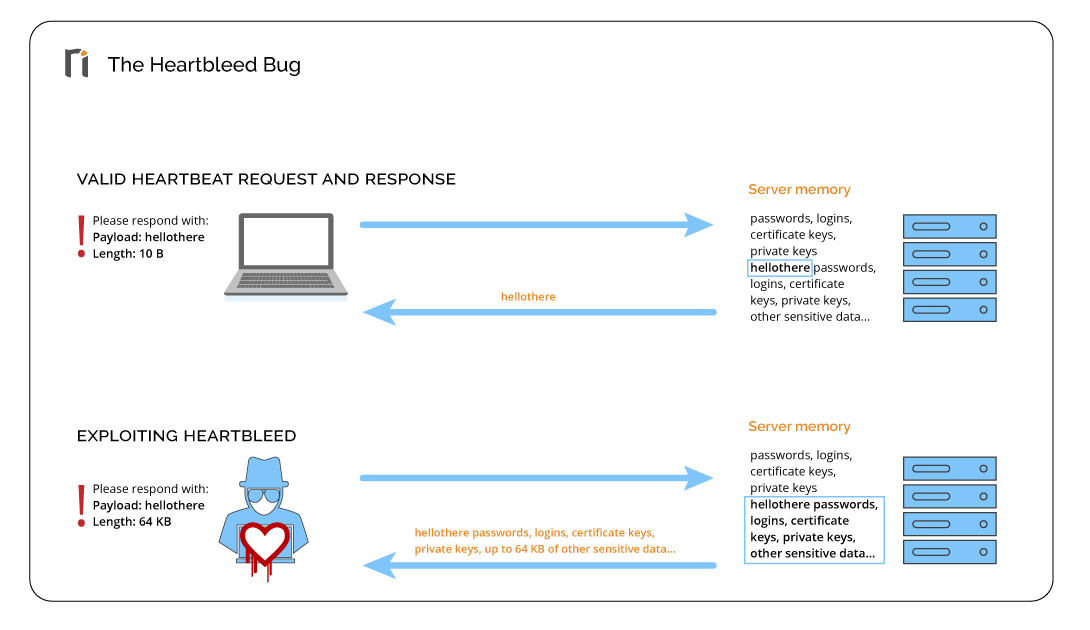 ri The Heartbleed Bug
VALID HEARTBEAT REQUEST AND RESPONSE
Please respond with:
Payload: hellothere
Length: 10 B
hellothere
Server memory
passwords, logins,
certificate keys,
private keys
hellothere passwords,
logins, certificate
keys, private keys,
other sensitive data...
EXPLOITING HEARTBLEED
Please respond with:
Payload: hellothere
Length: 64 KB
hellothere passwords, logins, certificate keys,
private keys, up to 64 KB of other sensitive data...
Server memory
passwords, logins,
certificate keys,
private keys
hellothere passwords,
logins, certificate
keys, private keys,
other sensitive data...